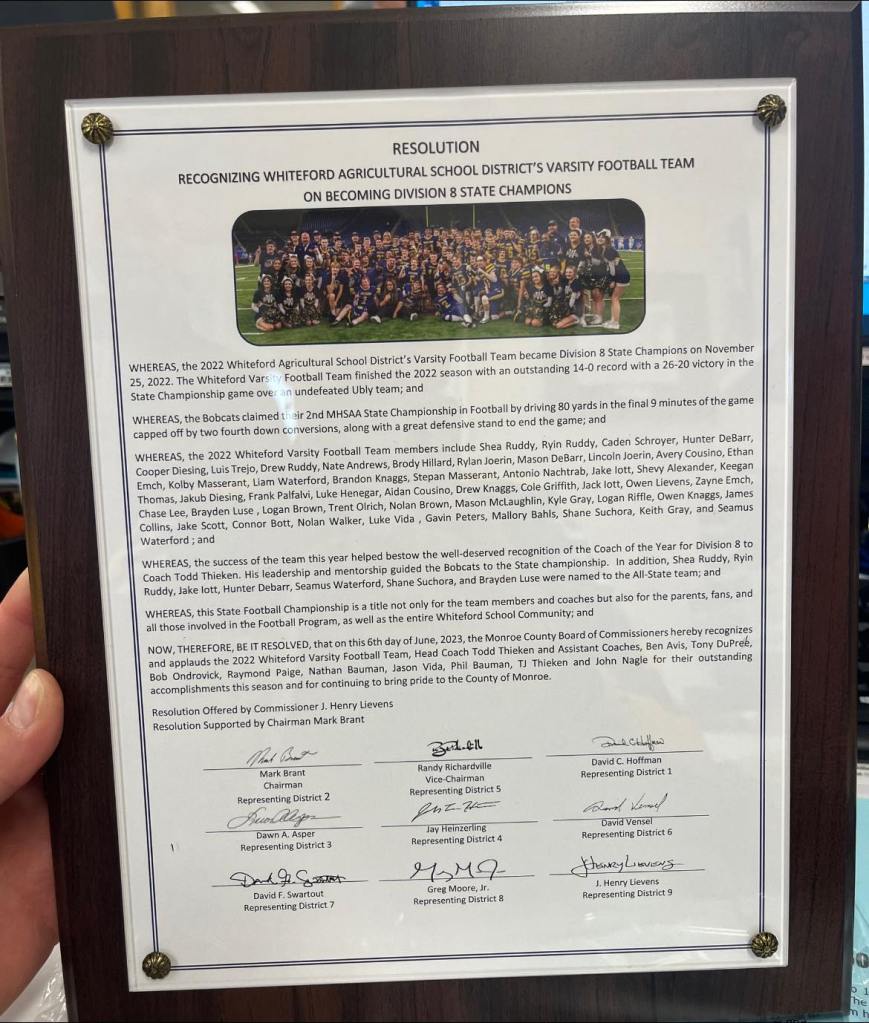 RESOLUTION
RECOGNIZING WHITEFORD AGRICULTURAL SCHOOL DISTRICT'S VARSITY FOOTBALL TEAM
ON BECOMING DIVISION 8 STATE CHAMPIONS
WHEREAS, the 2022 Whiteford Agricultural School District's Varsity Football Team became Division 8 State Champions on November
25, 2022. The Whiteford Varsity Football Team finished the 2022 season with an outstanding 14-0 record with a 26-20 victory in the
State Championship game over an undefeated Ubly team; and
WHEREAS, the Bobcats claimed their 2nd MHSAA State Championship in Football by driving 80 yards in the final 9 minutes of the game
capped off by two fourth down conversions, along with a great defensive stand to end the game; and
WHEREAS, the 2022 Whiteford Varsity Football Team members include Shea Ruddy, Ryin Ruddy, Caden Schroyer, Hunter DeBarr,
Cooper Diesing, Luis Trejo, Drew Ruddy, Nate Andrews, Brody Hillard, Rylan Joerin, Mason DeBarr, Lincoln Joerin, Avery Cousino, Ethan
Emch, Kolby Masserant, Liam Waterford, Brandon Knaggs, Stepan Masserant, Antonio Nachtrab, Jake Iott, Shevy Alexander, Keegan
Thomas, Jakub Diesing, Frank Palfalvi, Luke Henegar, Aidan Cousino, Drew Knaggs, Cole Griffith, Jack Iott, Owen Lievens, Zayne Emch,
Chase Lee, Brayden Luse , Logan Brown, Trent Olrich, Nolan Brown, Mason McLaughlin, Kyle Gray, Logan Riffle, Owen Knaggs, James
Collins, Jake Scott, Connor Bott, Nolan Walker, Luke Vida , Gavin Peters, Mallory Bahls, Shane Suchora, Keith Gray, and Seamus
Waterford ; and
WHEREAS, the success of the team this year helped bestow the well-deserved recognition of the Coach of the Year for Division 8 to
Coach Todd Thieken. His leadership and mentorship guided the Bobcats to the State championship. In addition, Shea Ruddy, Ryin
Ruddy, Jake Iott, Hunter Debarr, Seamus Waterford, Shane Suchora, and Brayden Luse were named to the All-State team; and
WHEREAS, this State Football Championship is a title not only for the team members and coaches but also for the parents, fans, and
all those involved in the Football Program, as well as the entire Whiteford School Community; and
NOW, THEREFORE, BE IT RESOLVED, that on this 6th day of June, 2023, the Monroe County Board of Commissioners hereby recognizes
and applauds the 2022 Whiteford Varsity Football Team, Head Coach Todd Thieken and Assistant Coaches, Ben Avis, Tony DuPreé,
Bob Ondrovick, Raymond Paige, Nathan Bauman, Jason Vida, Phil Bauman, TJ Thieken and John Nagle for their outstanding
accomplishments this season and for continuing to bring pride to the County of Monroe.
Resolution Offered by Commissioner J. Henry Lievens
Resolution Supported by Chairman Mark Brant
Mark Brant
Chairman
Representing District 2
Randy Richardville
Vice-Chairman
Representing District 5
David C. Hoffman
Representing District 1
Dawn A. Asper
Representing District 3
Jay Heinzerling
Representing District 4
David Vensel
Representing District 6
David F. Swartout
Representing District 7
Greg Moore, Jr.
Representing District 8
J Henry Lievens
J. Henry Lievens
Representing District 9